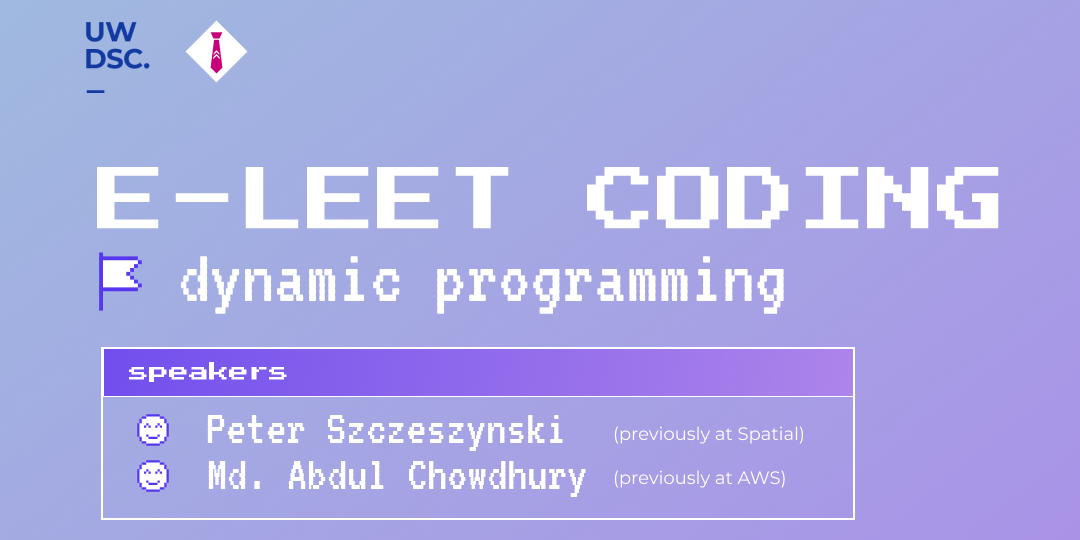 UW
DSC.
E-LEET CODING
dynamic programming
speakers
Peter Szczeszynski (previously at Spatial)
Md. Abdul Chowdhury (previously at AWS)